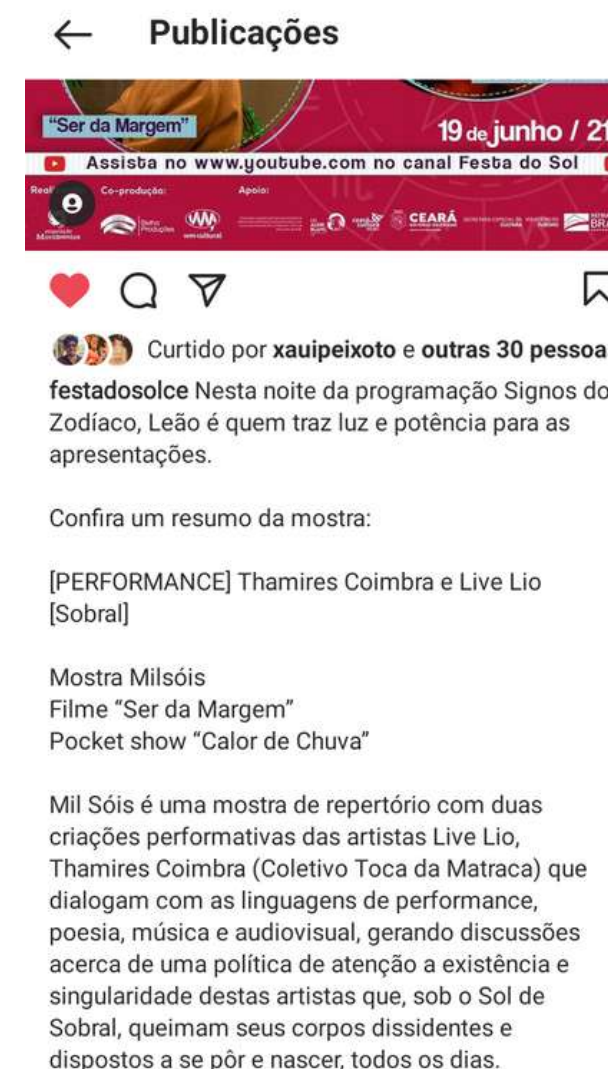 Publicações
“Ser da Margem”
19 de junho / 21
Assista no www.youtube.com no canal Festa do Sol
Co-produção:
Apoio:
CEARÁ
Curtido por xauipeixoto e outras 30 pessoa
festadosolce Nesta noite da programação Signos do
Zodíaco, Leão é quem traz luz e potência para as
apresentações.
Confira um resumo da mostra:
[PERFORMANCE] Thamires Coimbra e Live Lio
[Sobral]
Mostra Milsóis
Filme “Ser da Margem”
Pocket show “Calor de Chuva”
Mil Sóis é uma mostra de repertório com duas
criações performativas das artistas Live Lio,
Thamires Coimbra (Coletivo Toca da Matraca) que
dialogam com as linguagens de performance,
poesia, música e audiovisual, gerando discussões
acerca de uma política de atenção a existência e
singularidade destas artistas que, sob o Sol de
Sobral, queimam seus corpos dissidentes e
dispostos a se pôr e nascer, todos os dias.